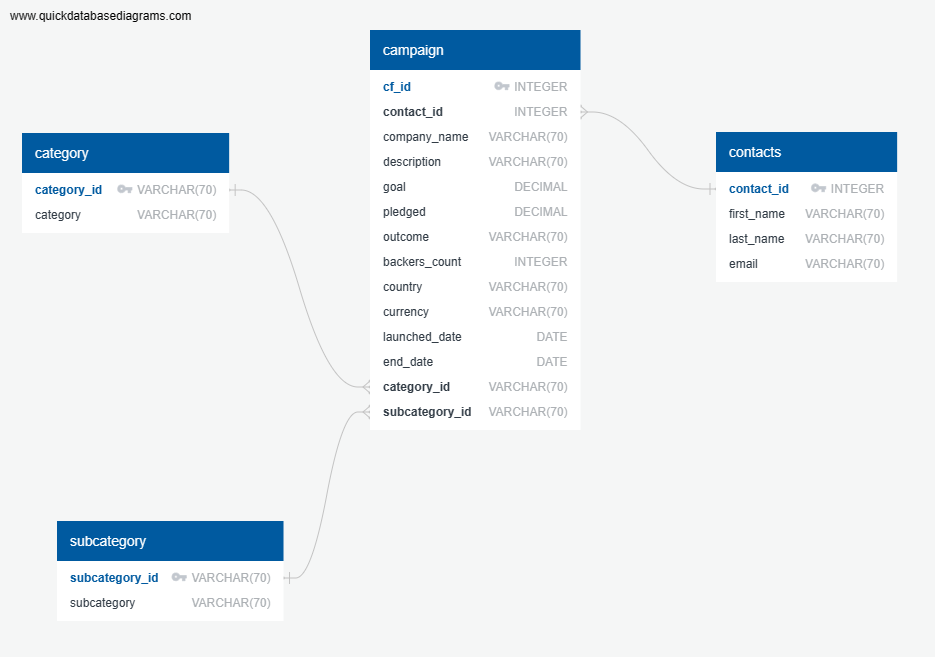 www.quickdatabasediagrams.com
campaign
cf_id INTEGER
contact_id INTEGER
company_name VARCHAR(70)
description VARCHAR(70)
goal DECIMAL
pledged DECIMAL
outcome VARCHAR(70)
backers_count INTEGER
country VARCHAR(70)
currency VARCHAR(70)
launched_date DATE
end_date DATE
category_id VARCHAR(70)
subcategory_id VARCHAR(70)
category
category_id VARCHAR(70)
category VARCHAR(70)
contacts
contact_id INTEGER
first_name VARCHAR(70)
last_name VARCHAR(70)
email VARCHAR(70)
subcategory
subcategory_id VARCHAR(70)
subcategory VARCHAR(70)